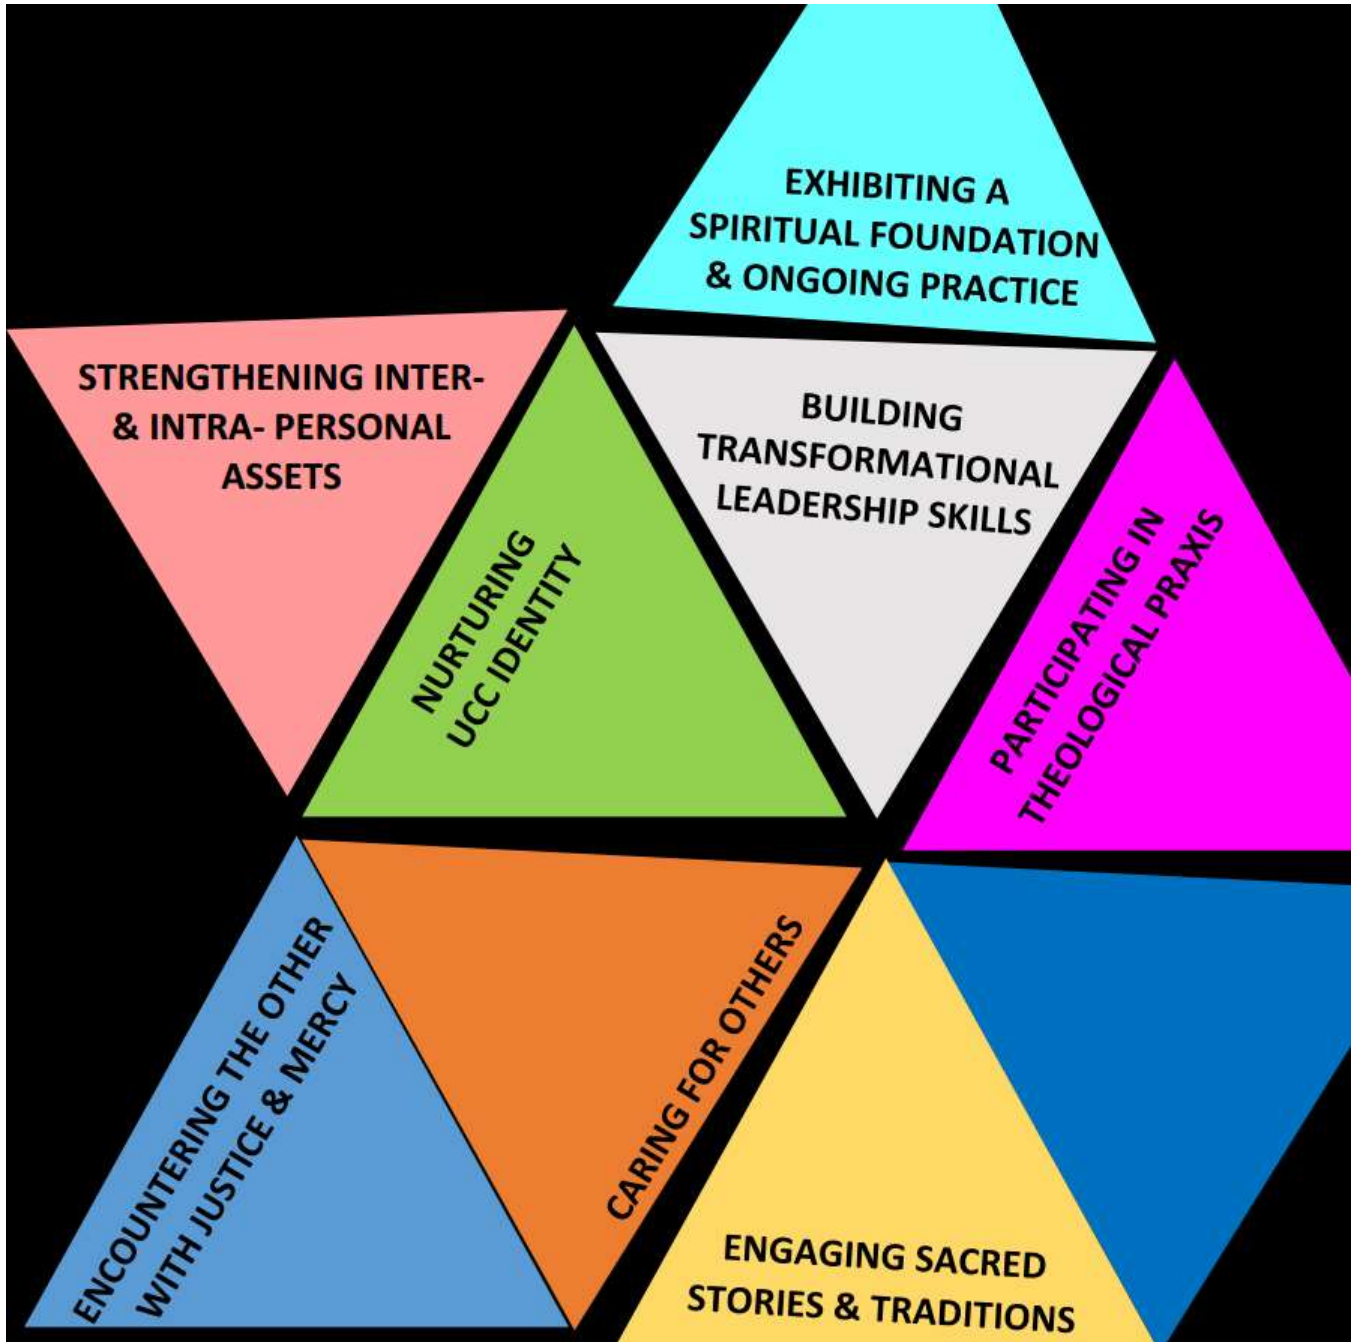 EXHIBITING A
SPIRITUAL FOUNDATION
& ONGOING PRACTICE
STRENGTHENING INTER-
& INTRA- PERSONAL
ASSETS
BUILDING
TRANSFORMATIONAL
LEADERSHIP SKILLS
NURTURING
UCC IDENTITY
PARTICIPATING IN
THEOLOGICAL PRAXIS
ENCOUNTERING THE OTHER
WITH JUSTICE & MERCY
CARING FOR OTHERS
ENGAGING SACRED
STORIES & TRADITIONS